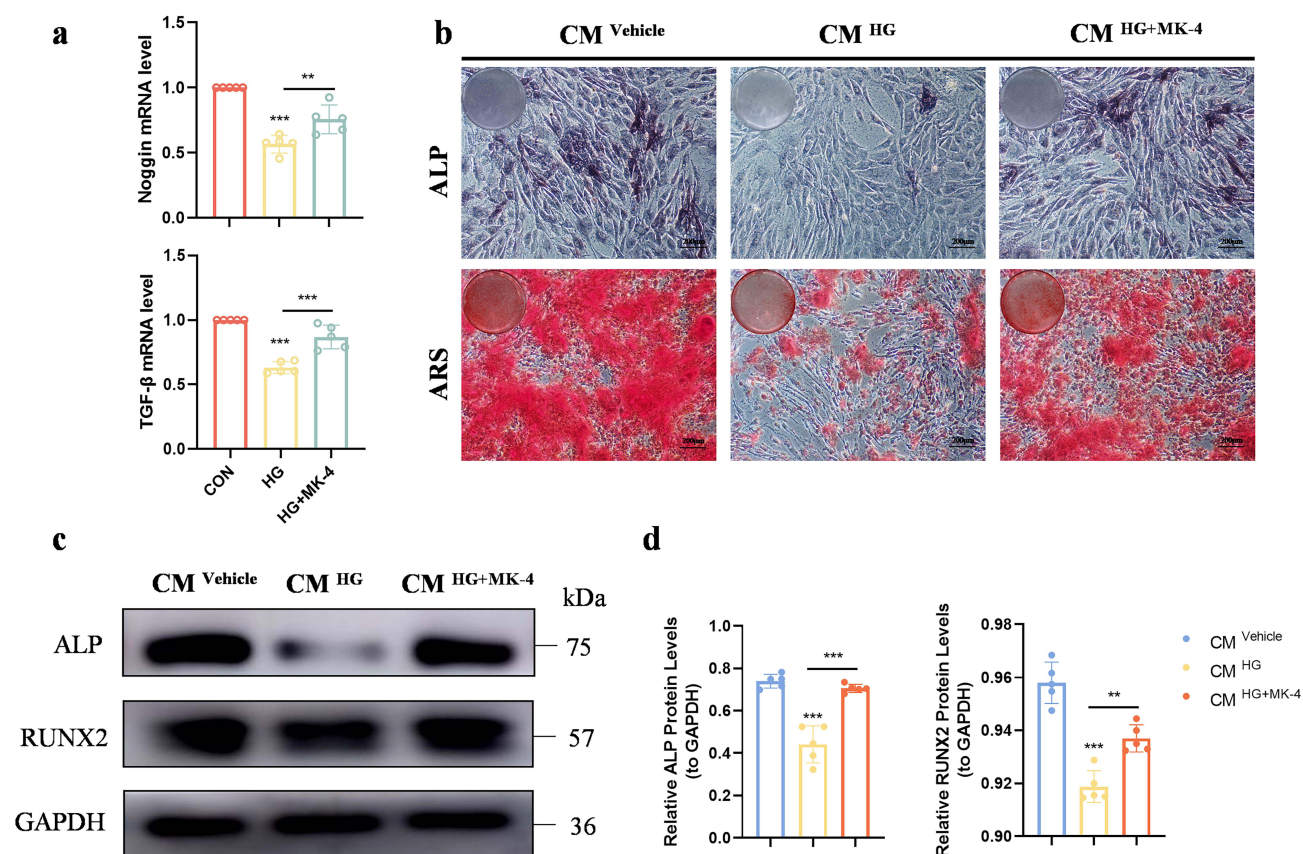 a
Noggin mRNA level
1.5
1.0
0.5
0.0
***
**
TGF-β mRNA level
1.5
1.0
0.5
0.0
***
***
CON
HG
HG+MK-4
b
CM Vehicle
CM HG
CM HG+MK-4
ALP
200μm
200μm
200μm
ARS
200μm
200μm
200μm
c
CM Vehicle
CM HG
CM HG+MK-4
kDa
ALP
75
RUNX2
57
GAPDH
36
d
Relative ALP Protein Levels
(to GAPDH)
1.0
0.8
0.6
0.4
0.2
0.0
***
***
Relative RUNX2 Protein Levels
(to GAPDH)
0.98
0.96
0.94
0.92
0.90
***
**
CM Vehicle
CM HG
CM HG+MK-4